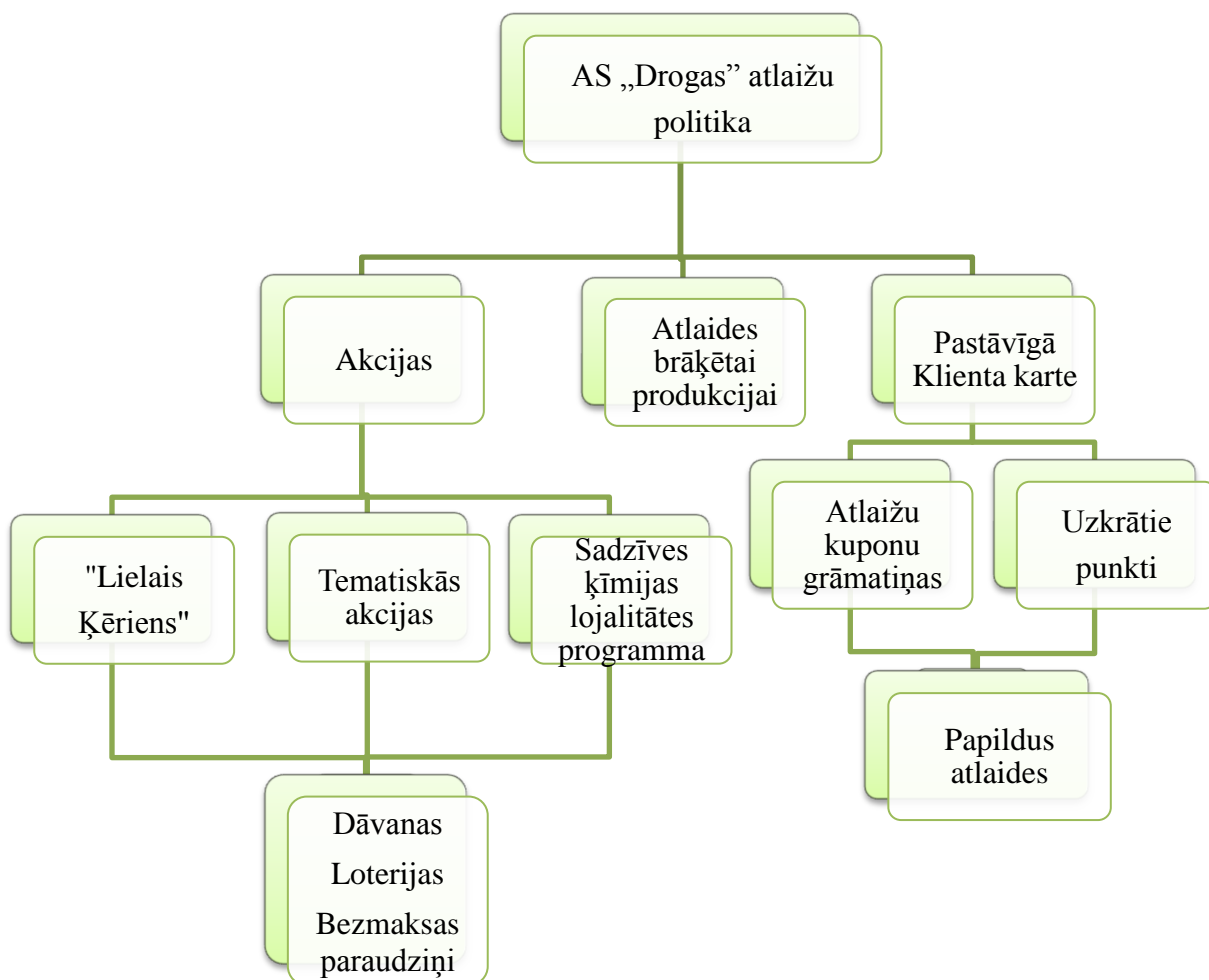 AS „Drogas” atlaižu
politika
Akcijas
Atlaides
brāķētai
produkcijai
Pastāvīgā
Klienta karte
"Lielais
Ķēriens"
Tematiskās
akcijas
Sadzīves
ķīmijas
lojalitātes
programma
Atlaižu
kuponu
grāmatiņas
Uzkrātie
punkti
Papildus
atlaides
Dāvanas
Loterijas
Bezmaksas
paraudziņi